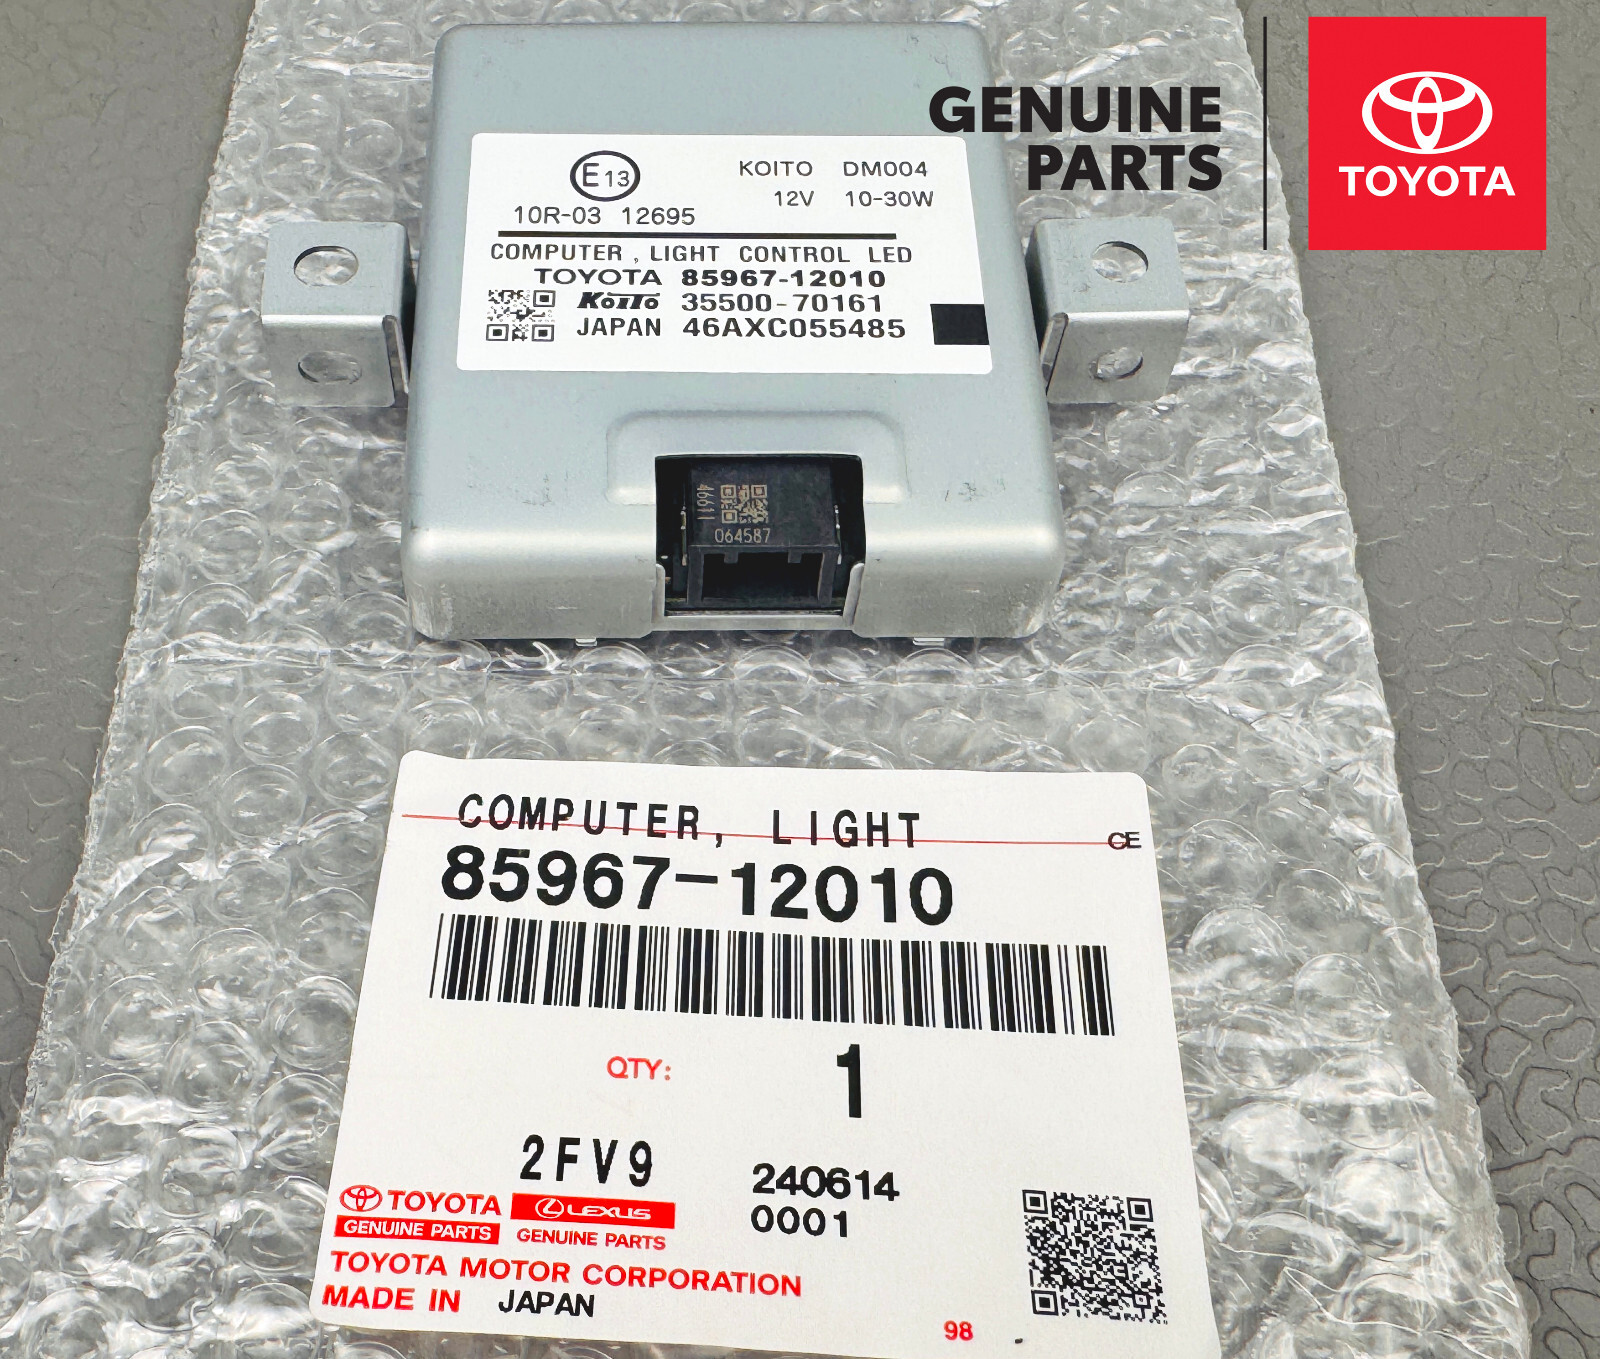 GENUINE
PARTS
TOYOTA
E13
10R-03 12695
KOITO DM004
12V 10-30W
COMPUTER, LIGHT CONTROL LED
TOYOTA 85967-12010
KOITO 35500-70161
JAPAN 46AXC055485
46611
064587
COMPUTER, LIGHT
CE
85967-12010
QTY: 1
2FV9
240614
0001
TOYOTA
GENUINE PARTS
LEXUS
GENUINE PARTS
TOYOTA MOTOR CORPORATION
MADE IN JAPAN
98